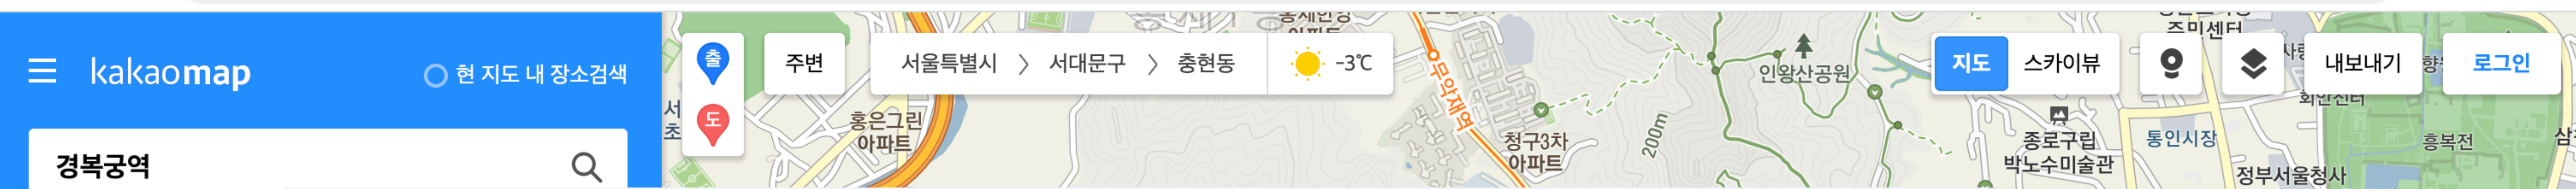 kakaomap
현 지도 내 장소검색
경복궁역
출
도
주변
서울특별시 > 서대문구 > 충현동
-3℃
홍은그린
아파트
무악재역
청구3차
아파트
200m
인왕산공원
주민센터
지도
스카이뷰
내보내기
로그인
종로구립
박노수미술관
통인시장
흥복전
정부서울청사